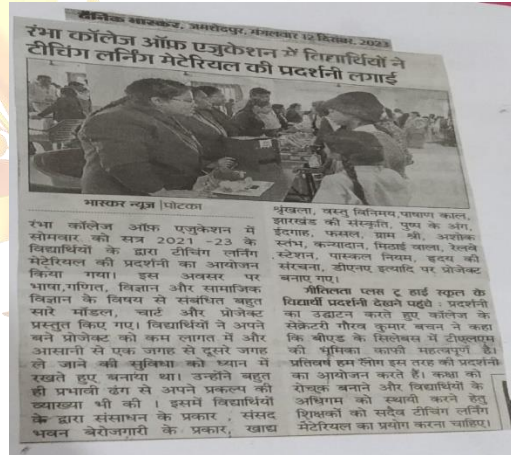 दैनिक भास्कर, जमशेदपुर, मंगलवार 12 दिसंबर, 2023
रंभा कॉलेज ऑफ एजुकेशन में विद्यार्थियों ने
टीचिंग लर्निंग मेटेरियल की प्रदर्शनी लगाई
भास्कर न्यूज | पोटका
रंभा कॉलेज ऑफ एजुकेशन में
सोमवार को सत्र 2021 -23 के
विद्यार्थियों के द्वारा टीचिंग लर्निंग
मेटेरियल की प्रदर्शनी का आयोजन
किया गया। इस अवसर पर
भाषा,गणित, विज्ञान और सामाजिक
विज्ञान के विषय से संबंधित बहुत
सारे मॉडल, चार्ट और प्रोजेक्ट
प्रस्तुत किए गए। विद्यार्थियों ने अपने
बने प्रोजेक्ट को कम लागत में और
आसानी से एक जगह से दूसरे जगह
ले जाने की सुविधा को ध्यान में
रखते हुए बनाया था। उन्होंने बहुत
ही प्रभावी ढंग से अपने प्रकल्प की
व्याख्या भी की । इसमें विद्यार्थियों
के द्वारा संसाधन के प्रकार , संसद
भवन बेरोजगारी के प्रकार, खाद्य
श्रृंखला, वस्तु विनिमय,पाषाण काल,
झारखंड की संस्कृति, पुष्प के अंग,
ईदगाह, फसल, ग्राम श्री, अशोक
स्तंभ, कन्यादान, मिठाई वाला, रेलवे
स्टेशन, पास्कल नियम, हृदय की
संरचना, डीएनए इत्यादि पर प्रोजेक्ट
बनाए गए।
गीतिलता प्लस टू हाई स्कूल के
विद्यार्थी प्रदर्शनी देखने पहुंचे : प्रदर्शनी
का उद्घाटन करते हुए कॉलेज के
सेक्रेटरी गौरव कुमार बचन ने कहा
कि बीएड के सिलेबस में टीएलएम
की भूमिका काफी महत्वपूर्ण है।
प्रतिवर्ष हम लोग इस तरह की प्रदर्शनी
का आयोजन करते हैं। कक्षा को
रोचक बनाने और विद्यार्थियों के
अधिगम को स्थायी करने हेतु
शिक्षकों को सदैव टीचिंग लर्निंग
मेटेरियल का प्रयोग करना चाहिए।